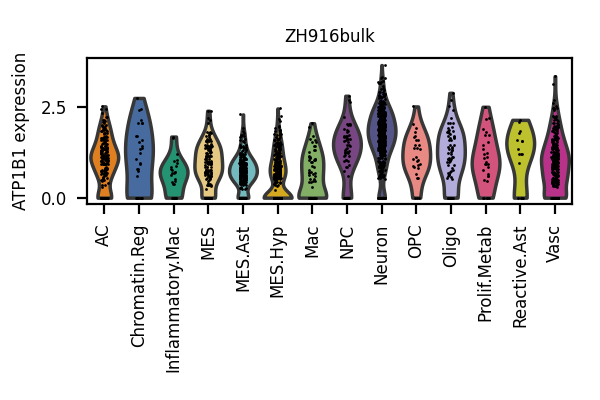 ZH916bulk
ATP1B1 expression
2.5
0.0
AC
Chromatin.Reg
Inflammatory.Mac
MES
MES.Ast
MES.Hyp
Mac
NPC
Neuron
OPC
Oligo
Prolif.Metab
Reactive.Ast
Vasc